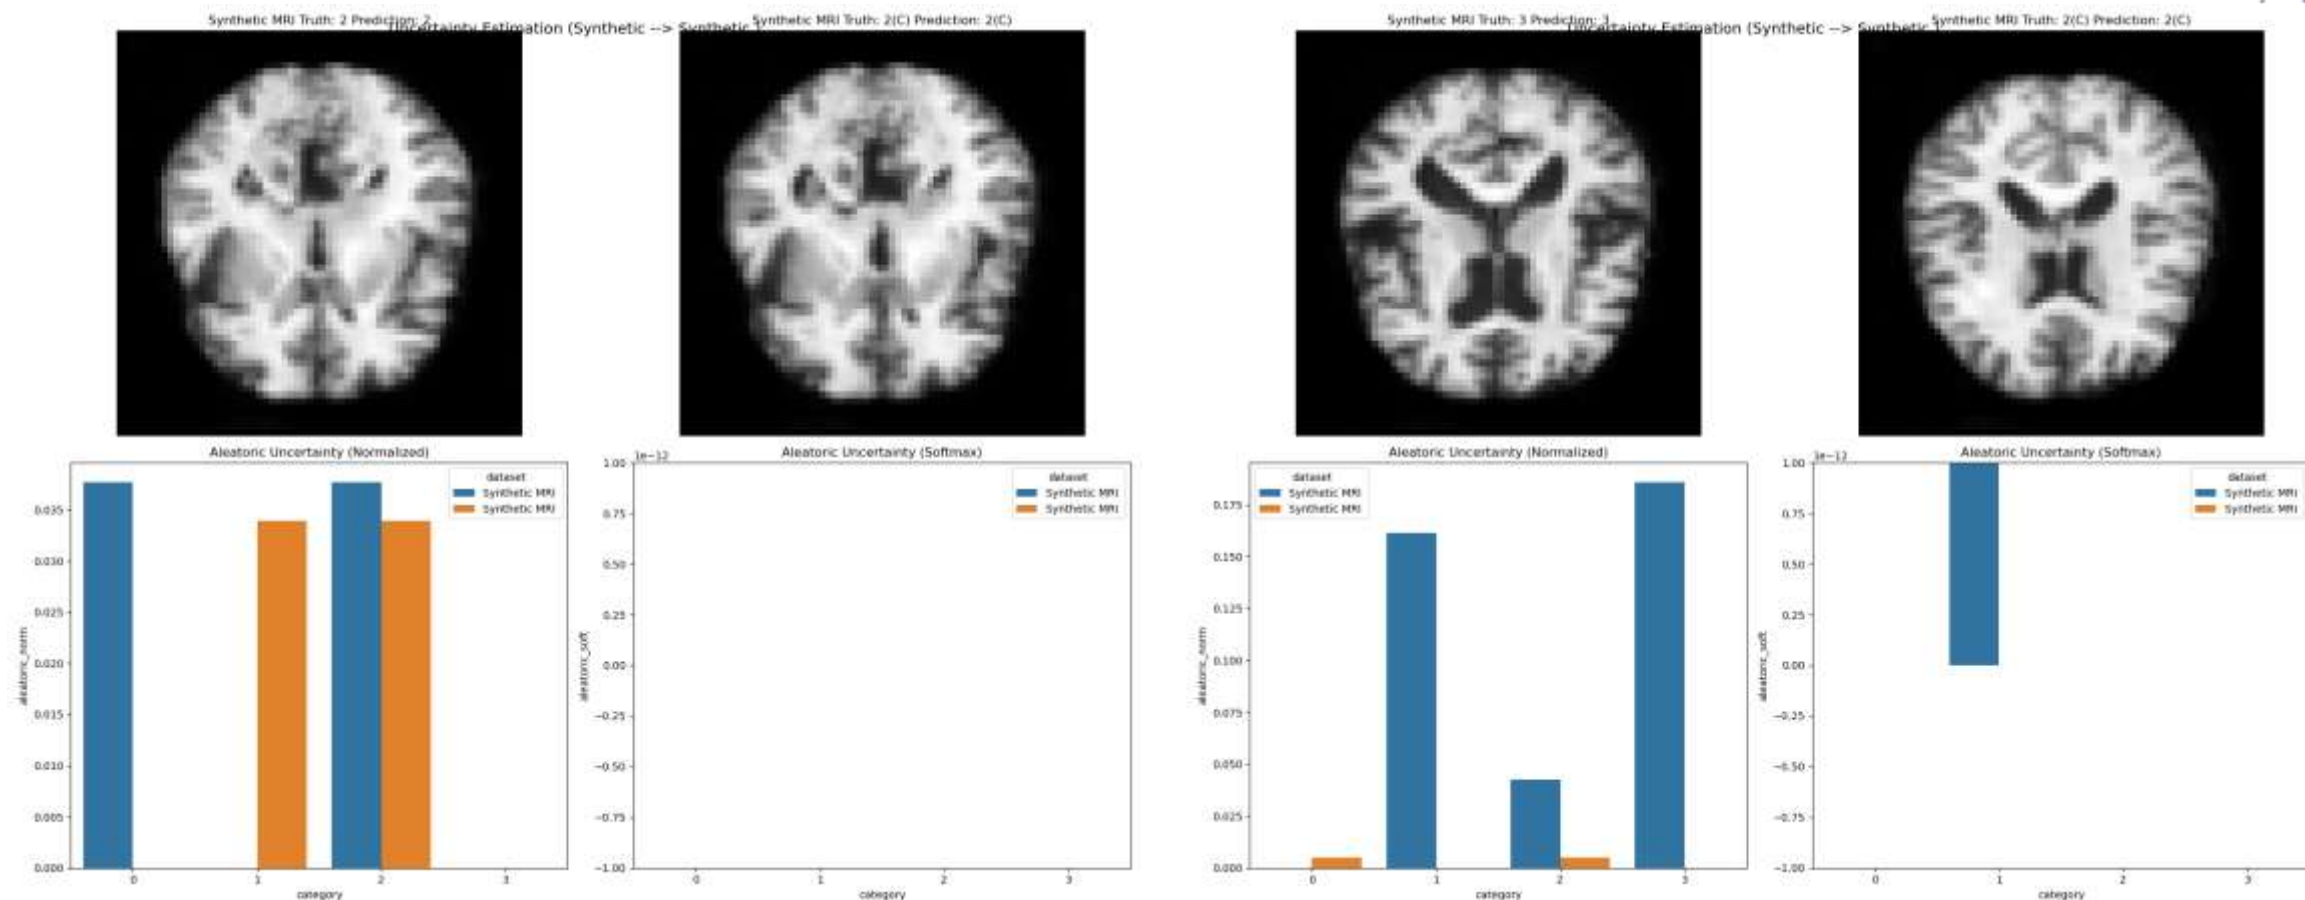 Synthetic MRI Truth: 2 Prediction: 2
Uncertainty Estimation (Synthetic --> Synthetic )
Synthetic MRI Truth: 2(C) Prediction: 2(C)
Synthetic MRI Truth: 3 Prediction: 3
Uncertainty Estimation (Synthetic --> Synthetic )
Synthetic MRI Truth: 2(C) Prediction: 2(C)
Aleatoric Uncertainty (Normalized)
dataset
Synthetic MRI
Synthetic MRI
0.035
0.030
0.025
0.020
0.015
0.010
0.005
0.000
aleatoric_norm
0 1 2 3
category
Aleatoric Uncertainty (Softmax)
1e-12
dataset
Synthetic MRI
Synthetic MRI
1.00
0.75
0.50
0.25
0.00
−0.25
−0.50
−0.75
−1.00
aleatoric_soft
0 1 2 3
category
Aleatoric Uncertainty (Normalized)
dataset
Synthetic MRI
Synthetic MRI
0.175
0.150
0.125
0.100
0.075
0.050
0.025
0.000
aleatoric_norm
0 1 2 3
category
Aleatoric Uncertainty (Softmax)
dataset
Synthetic MRI
Synthetic MRI
1.00
0.75
0.50
0.25
0.00
−0.25
−0.50
−0.75
−1.00
aleatoric_soft
0 1 2 3
category